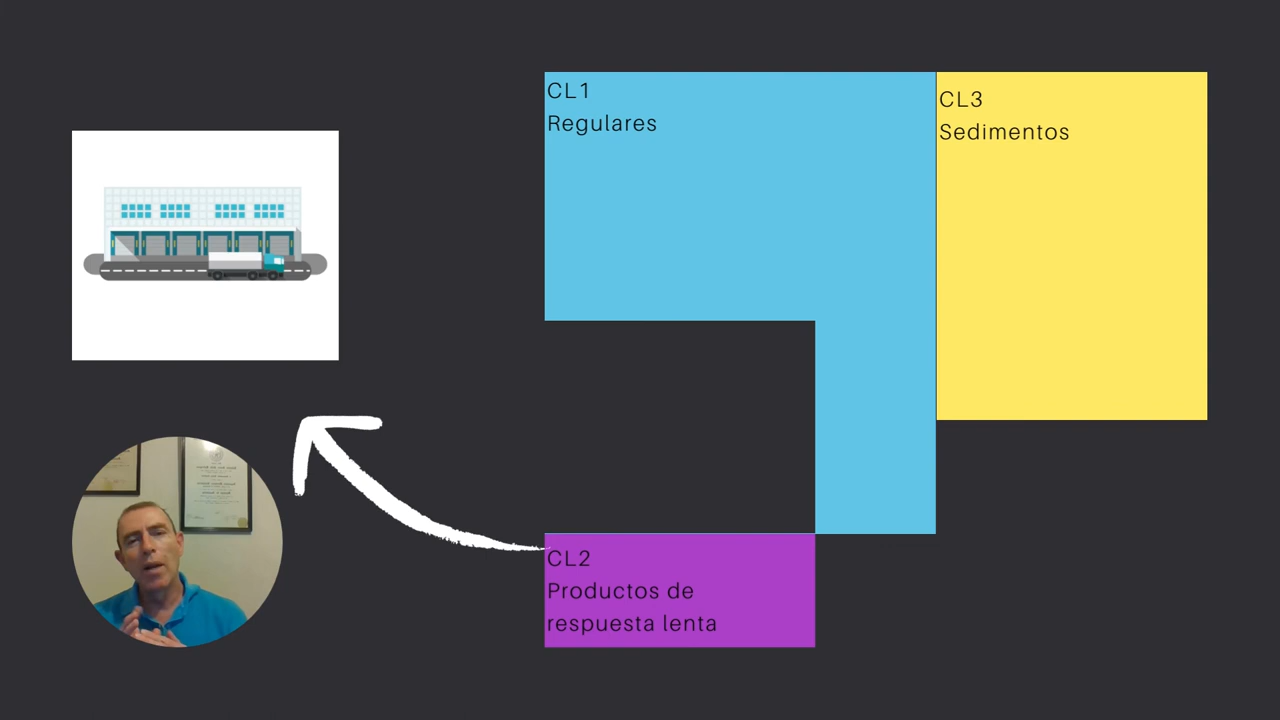 CL1
Regulares
CL3
Sedimentos
CL2
Productos de
respuesta lenta